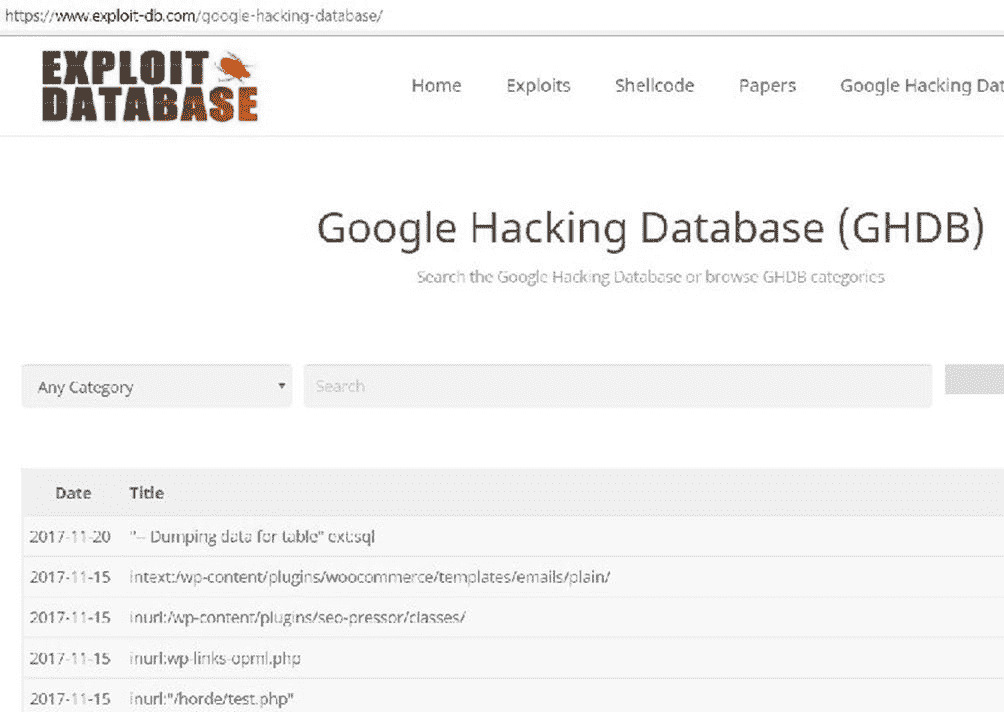 https://www.exploit-db.com/google-hacking-database/
EXPLOIT
DATABASE
Home Exploits Shellcode Papers Google Hacking Dat
Google Hacking Database (GHDB)
Search the Google Hacking Database or browse GHDB categories
Any Category Search
Date Title
2017-11-20 "-- Dumping data for table" ext:sql
2017-11-15 intext:/wp-content/plugins/woocommerce/templates/emails/plain/
2017-11-15 inurl:/wp-content/plugins/seo-pressor/classes/
2017-11-15 inurl:wp-links-opml.php
2017-11-15 inurl:"/horde/test.php"